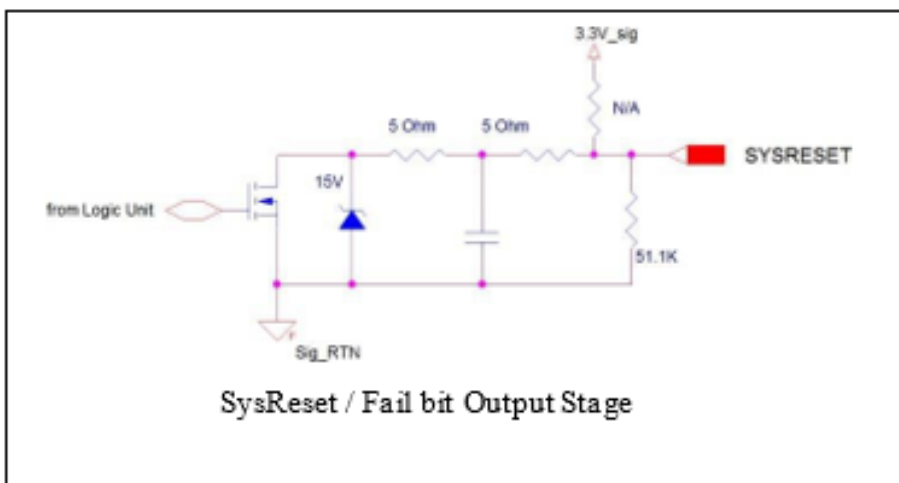 3.3V_sig
N/A
5 Ohm
5 Ohm
SYSRESET
15V
from Logic Unit
51.1K
Sig_RTN
SysReset / Fail bit Output Stage